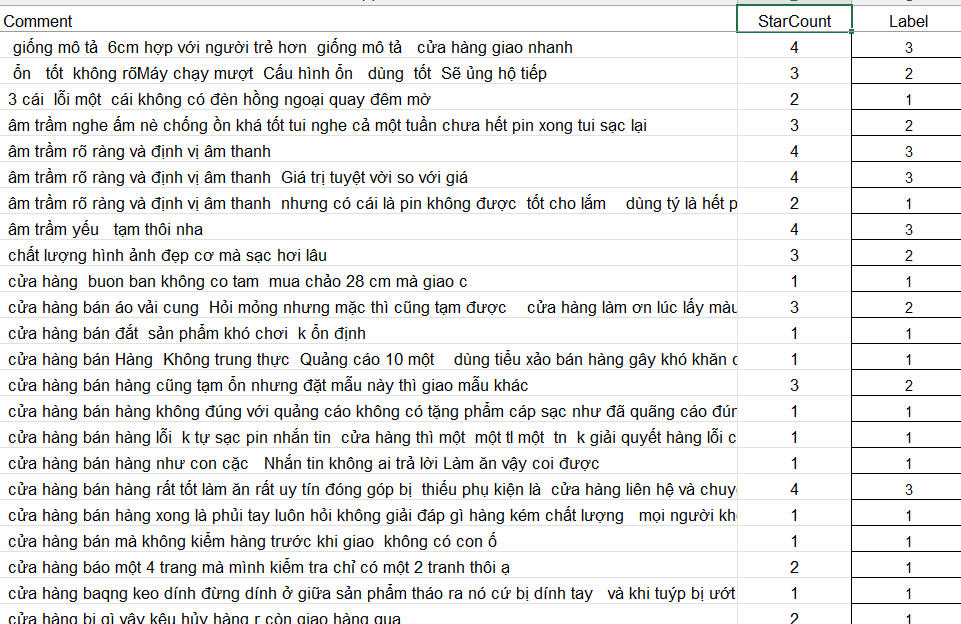 Comment StarCount Label
giống mô tả 6cm hợp với người trẻ hơn giống mô tả cửa hàng giao nhanh 4 3
ổn tốt không rõMáy chạy mượt Cấu hình ổn dùng tốt Sẽ ủng hộ tiếp 3 2
3 cái lỗi một cái không có đèn hồng ngoại quay đêm mờ 2 1
âm trầm nghe ấm nè chống ồn khá tốt tui nghe cả một tuần chưa hết pin xong tui sạc lại 3 2
âm trầm rõ ràng và định vị âm thanh 4 3
âm trầm rõ ràng và định vị âm thanh Giá trị tuyệt vời so với giá 4 3
âm trầm rõ ràng và định vị âm thanh nhưng có cái là pin không được tốt cho lắm dùng tý là hết p 2 1
âm trầm yếu tạm thôi nha 4 3
chất lượng hình ảnh đẹp cơ mà sạc hơi lâu 3 2
cửa hàng buon ban không co tam mua chảo 28 cm mà giao c 1 1
cửa hàng bán áo vải cung Hỏi mỏng nhưng mặc thì cũng tạm được cửa hàng làm ơn lúc lấy màu 3 2
cửa hàng bán đắt sản phẩm khó chơi k ổn định 1 1
cửa hàng bán Hàng Không trung thực Quảng cáo 10 một dùng tiểu xảo bán hàng gây khó khăn 1 1
cửa hàng bán hàng cũng tạm ổn nhưng đặt mẫu này thì giao mẫu khác 3 2
cửa hàng bán hàng không đúng với quảng cáo không có tặng phẩm cáp sạc như đã quãng cáo đún 1 1
cửa hàng bán hàng lỗi k tự sạc pin nhắn tin cửa hàng thì một một tl một tn k giải quyết hàng lỗi c 1 1
cửa hàng bán hàng như con cặc Nhắn tin không ai trả lời Làm ăn vậy coi được 1 1
cửa hàng bán hàng rất tốt làm ăn rất uy tín đóng góp bị thiếu phụ kiện là cửa hàng liên hệ và chuy 4 3
cửa hàng bán hàng xong là phủi tay luôn hỏi không giải đáp gì hàng kém chất lượng mọi người kh 1 1
cửa hàng bán mà không kiểm hàng trước khi giao không có con ố 1 1
cửa hàng báo một 4 trang mà mình kiểm tra chỉ có một 2 tranh thôi ạ 2 1
cửa hàng baqng keo dính đừng dính ở giữa sản phẩm tháo ra nó cứ bị dính tay và khi tuýp bị ướt 1 1
cửa hàng bị gì vậy kêu hủy hàng r còn giao hàng qua 2 1